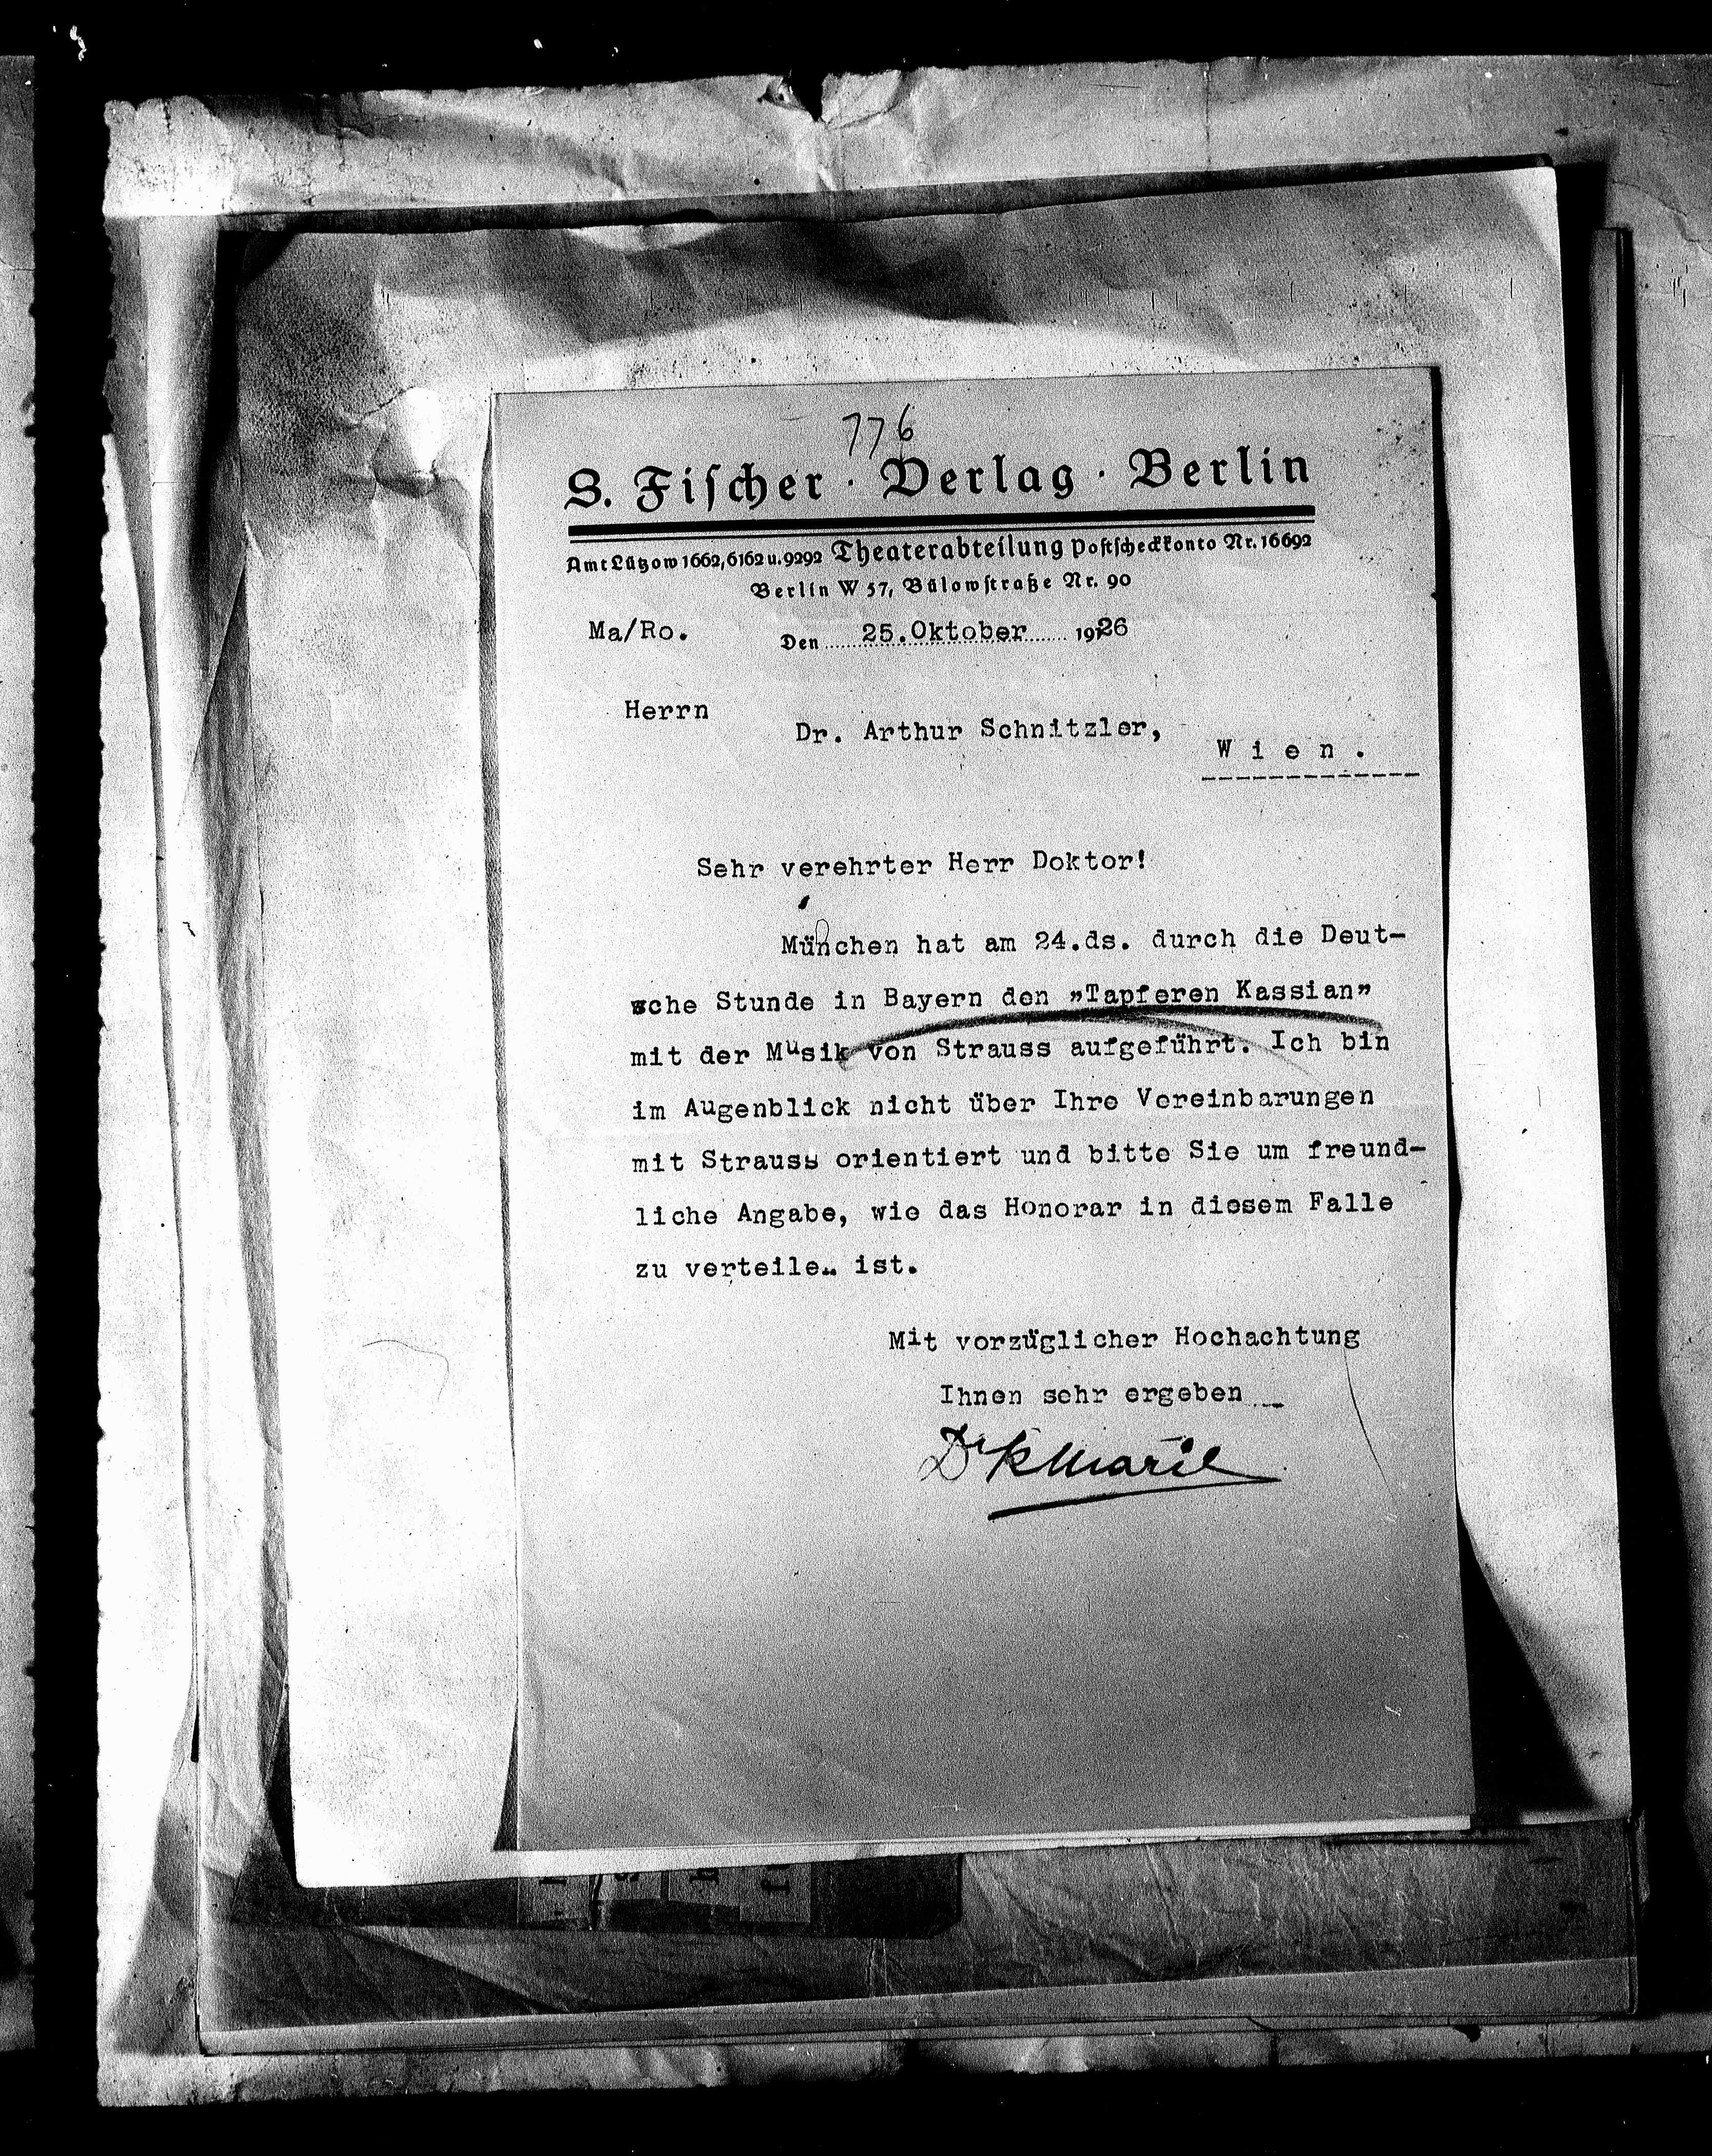 776
S. Fischer · Verlag · Berlin
Amt Lützow 1662, 6162 u. 9292 Theaterabteilung Postscheckkonto Nr. 16692
Berlin W 57, Bülowstraße Nr. 90
Ma/Ro. Den 25. Oktober 1926
Herrn
Dr. Arthur Schnitzler,
W i e n .
Sehr verehrter Herr Doktor!
München hat am 24.ds. durch die Deut-
sche Stunde in Bayern den "Tapferen Kassian"
mit der Musik von Strauss aufgeführt. Ich bin
im Augenblick nicht über Ihre Vereinbarungen
mit Strauss orientiert und bitte Sie um freund-
liche Angabe, wie das Honorar in diesem Falle
zu verteilen ist.
Mit vorzüglicher Hochachtung
Ihnen sehr ergeben
Dr K Maril